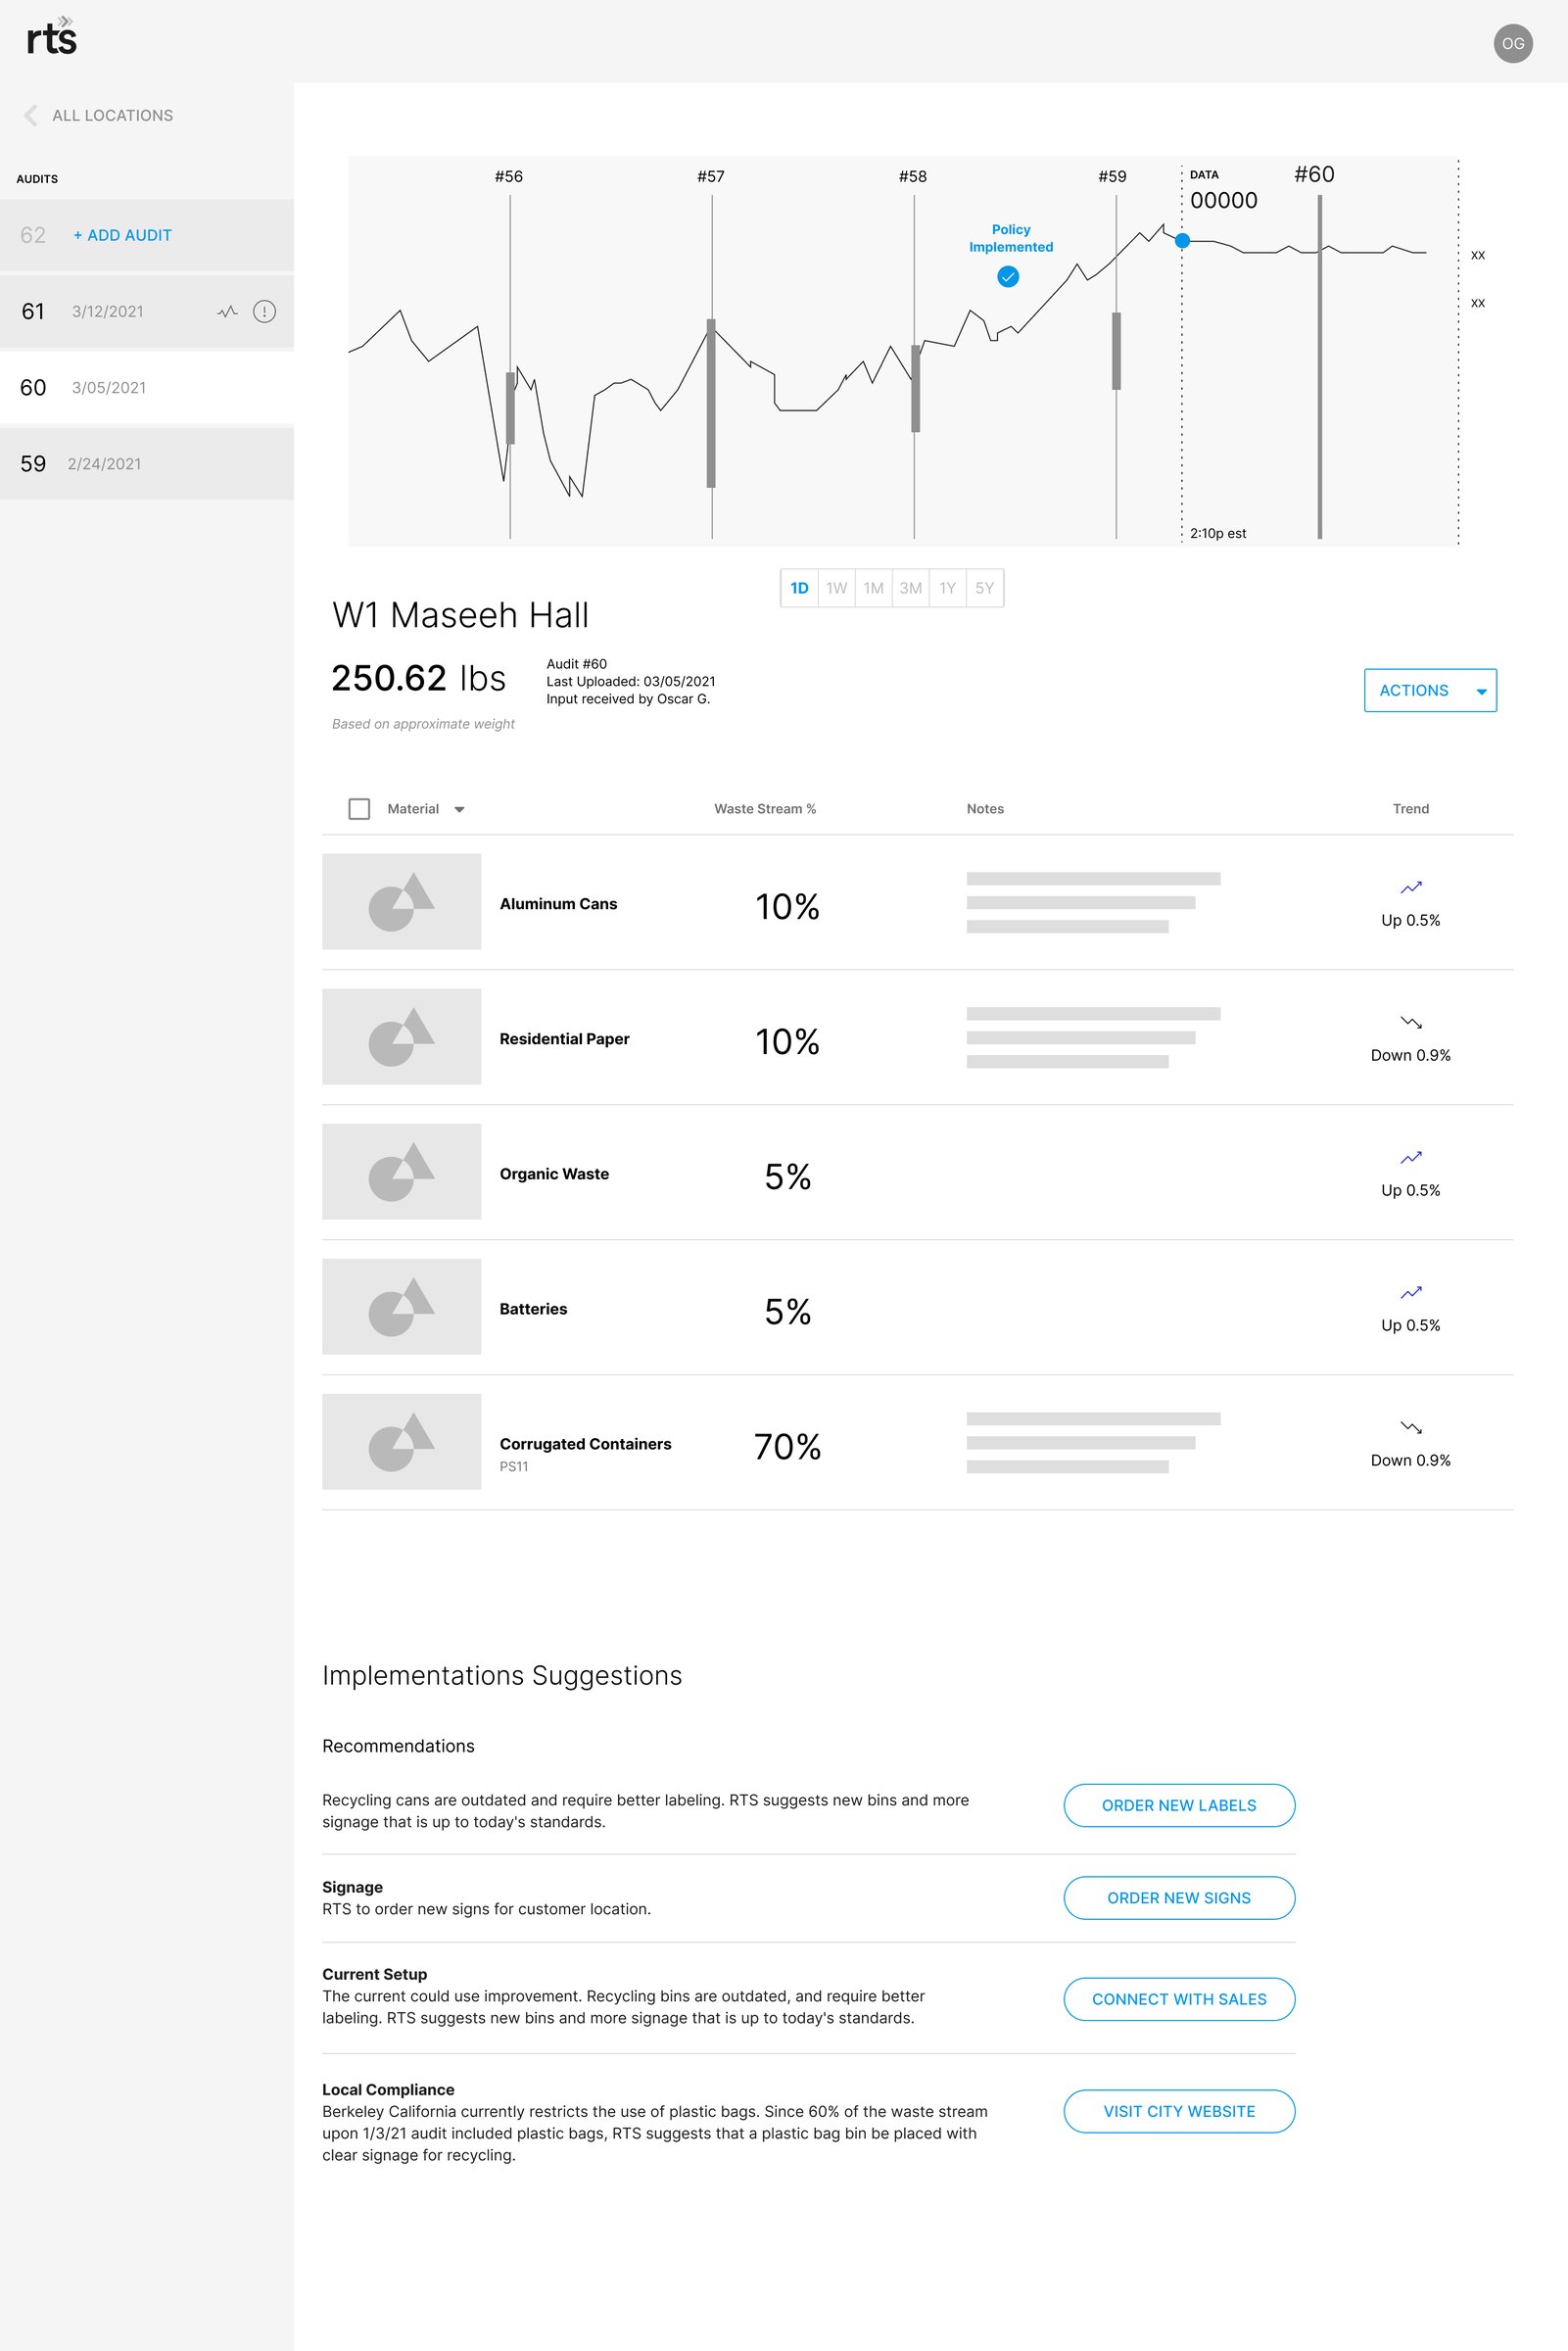 rts
OG
ALL LOCATIONS
AUDITS
62 + ADD AUDIT
61 3/12/2021
60 3/05/2021
59 2/24/2021
#56 #57 #58 #59 DATA #60
00000
Policy
Implemented
xx
xx
2:10p est
1D 1W 1M 3M 1Y 5Y
W1 Maseeh Hall
250.62 lbs
Based on approximate weight
Audit #60
Last Uploaded: 03/05/2021
Input received by Oscar G.
ACTIONS
Material Waste Stream % Notes Trend
Aluminum Cans 10% Up 0.5%
Residential Paper 10% Down 0.9%
Organic Waste 5% Up 0.5%
Batteries 5% Up 0.5%
Corrugated Containers 70% Down 0.9%
PS11
Implementations Suggestions
Recommendations
Recycling cans are outdated and require better labeling. RTS suggests new bins and more
signage that is up to today's standards.
ORDER NEW LABELS
Signage
RTS to order new signs for customer location.
ORDER NEW SIGNS
Current Setup
The current could use improvement. Recycling bins are outdated, and require better
labeling. RTS suggests new bins and more signage that is up to today's standards.
CONNECT WITH SALES
Local Compliance
Berkeley California currently restricts the use of plastic bags. Since 60% of the waste stream
upon 1/3/21 audit included plastic bags, RTS suggests that a plastic bag bin be placed with
clear signage for recycling.
VISIT CITY WEBSITE